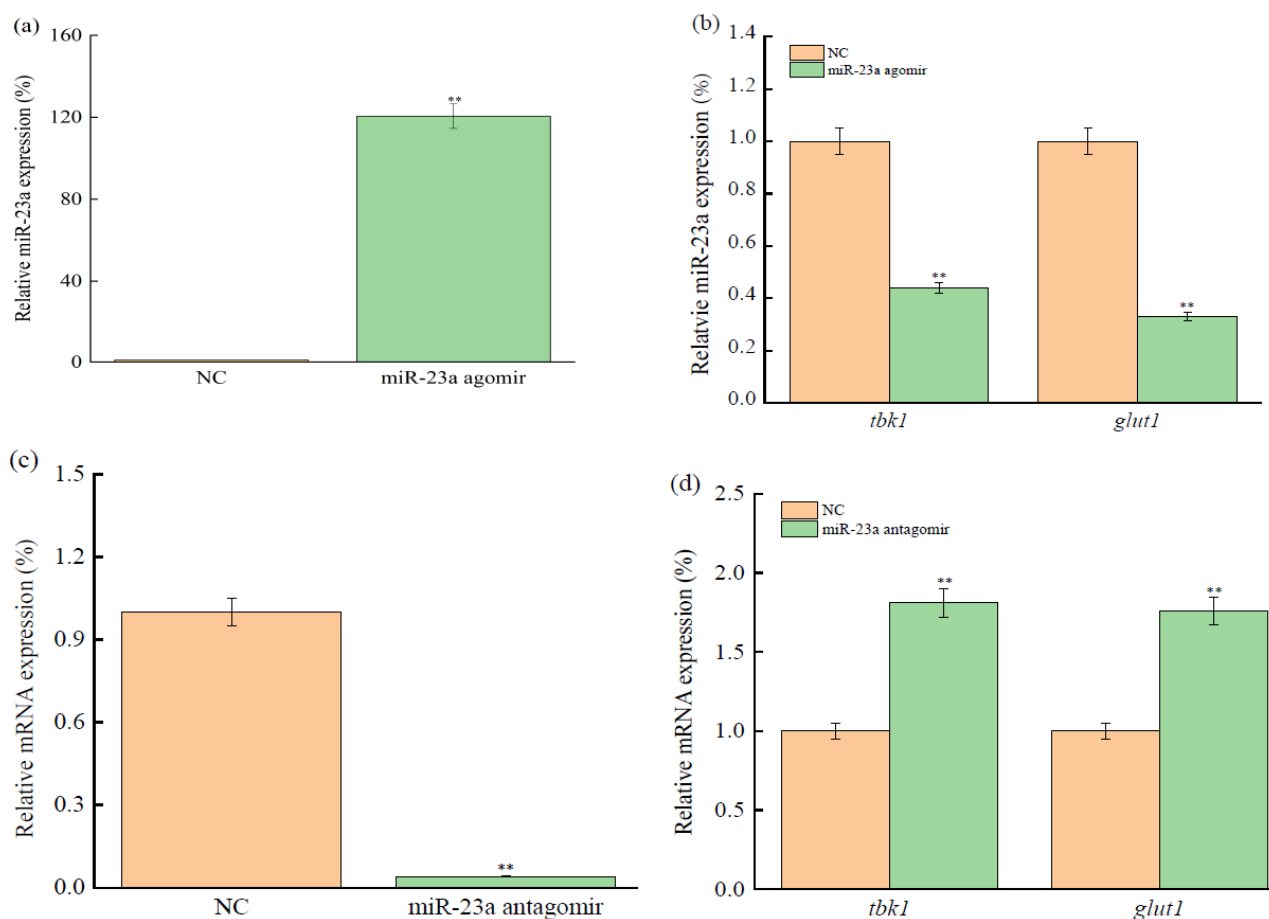 (a)
Relative miR-23a expression (%)
160
120
80
40
0
**
NC
miR-23a agomir
(b)
Relatvie miR-23a expression (%)
1.4
1.2
1.0
0.8
0.6
0.4
0.2
0.0
NC
miR-23a agomir
**
**
tbk1
glut1
(c)
Relative mRNA expression (%)
1.5
1.2
0.9
0.6
0.3
0.0
**
NC
miR-23a antagomir
(d)
Relative mRNA expression (%)
2.5
2.0
1.5
1.0
0.5
0.0
NC
miR-23a antagomir
**
**
tbk1
glut1